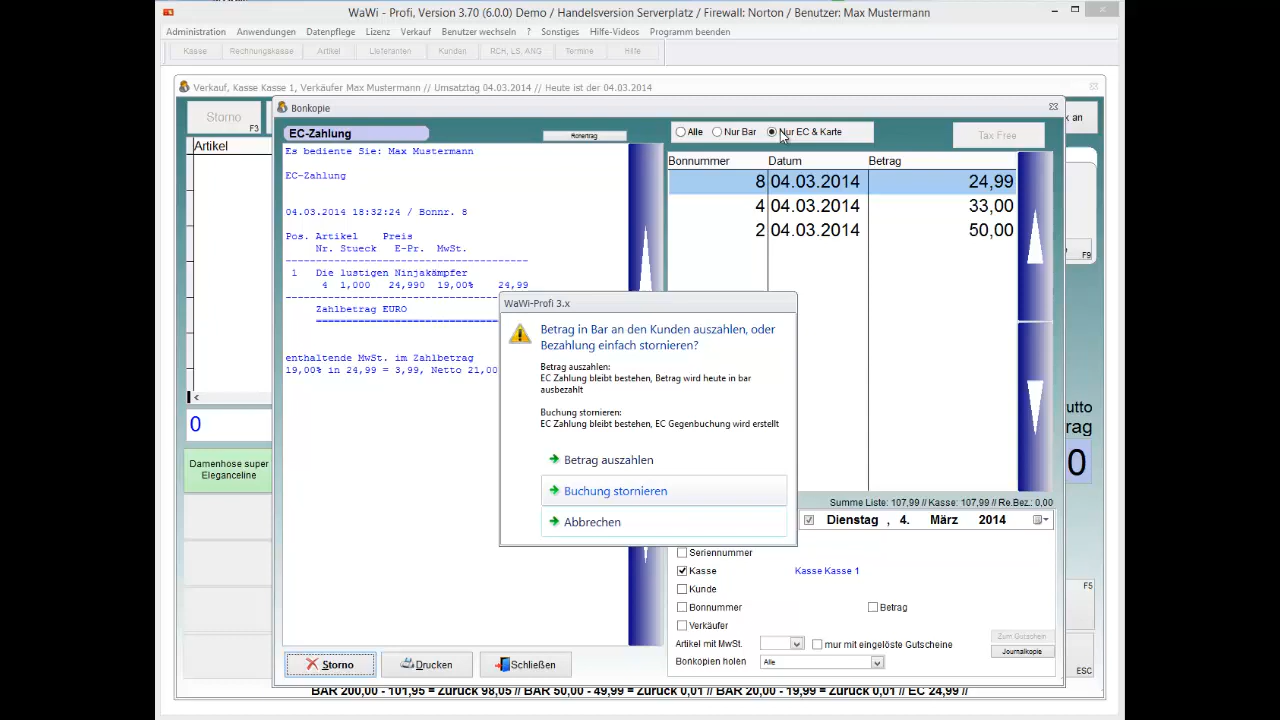 WaWi - Profi, Version 3.70 (6.0.0) Demo / Handelsversion Serverplatz / Firewall: Norton / Benutzer: Max Mustermann
Administration Anwendungen Datenpflege Lizenz Verkauf Benutzer wechseln ? Sonstiges Hilfe-Videos Programm beenden
Kasse Rechnungskasse Artikel Lieferanten Kunden RCH, LS, ANG Termine Hilfe
Verkauf, Kasse Kasse 1, Verkäufer Max Mustermann // Umsatztag 04.03.2014 // Heute ist der 04.03.2014
Storno F3
Artikel
0
Damenhose super
Eleganceline
Bonkopie
EC-Zahlung
Es bediente Sie: Max Mustermann
EC-Zahlung
04.03.2014 18:32:24 / Bonnr. 8
Pos. Artikel Preis
Nr. Stueck E-Pr. MwSt.
1 Die lustigen Ninjakämpfer
4 1,000 24,990 19,00% 24,99
Zahlbetrag EURO
enthaltende MwSt. im Zahlbetrag
19,00% in 24,99 = 3,99, Netto 21,00
Alle Nur Bar Nur EC & Karte
Tax Free
Bonnummer Datum Betrag
8 04.03.2014 24,99
4 04.03.2014 33,00
2 04.03.2014 50,00
WaWi-Profi 3.x
Betrag in Bar an den Kunden auszahlen, oder
Bezahlung einfach stornieren?
Betrag auszahlen:
EC Zahlung bleibt bestehen, Betrag wird heute in bar
ausbezahlt
Buchung stornieren:
EC Zahlung bleibt bestehen, EC Gegenbuchung wird erstellt
Betrag auszahlen
Buchung stornieren
Abbrechen
Summe Liste: 107,99 // Kasse: 107,99 // Re.Bez.: 0,00
Dienstag , 4. März 2014
Seriennummer
Kasse Kasse Kasse 1
Kunde
Bonnummer Betrag
Verkäufer
Artikel mit MwSt. nur mit eingelöste Gutscheine
Bonkopien holen Alle
Zum Gutschein
Journalkopie
Storno Drucken Schließen
an
F9
utto
rag
0
F5
ESC
BAR 200,00 - 101,95 = Zurück 98,05 // BAR 50,00 - 49,99 = Zurück 0,01 // BAR 20,00 - 19,99 = Zurück 0,01 // EC 24,99 //